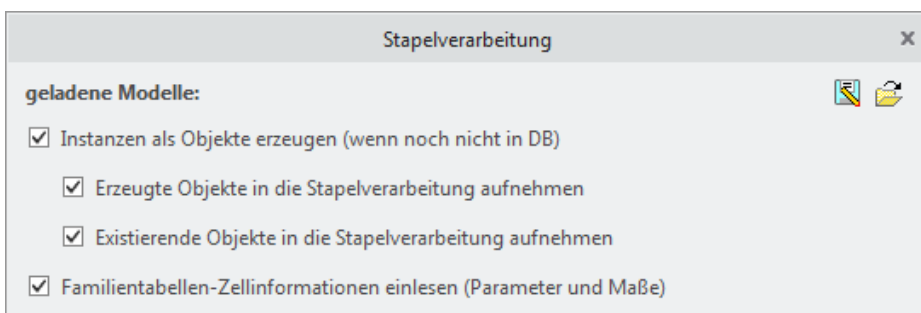 Stapelverarbeitung
geladene Modelle:
Instanzen als Objekte erzeugen (wenn noch nicht in DB)
Erzeugte Objekte in die Stapelverarbeitung aufnehmen
Existierende Objekte in die Stapelverarbeitung aufnehmen
Familientabellen-Zellinformationen einlesen (Parameter und Maße)